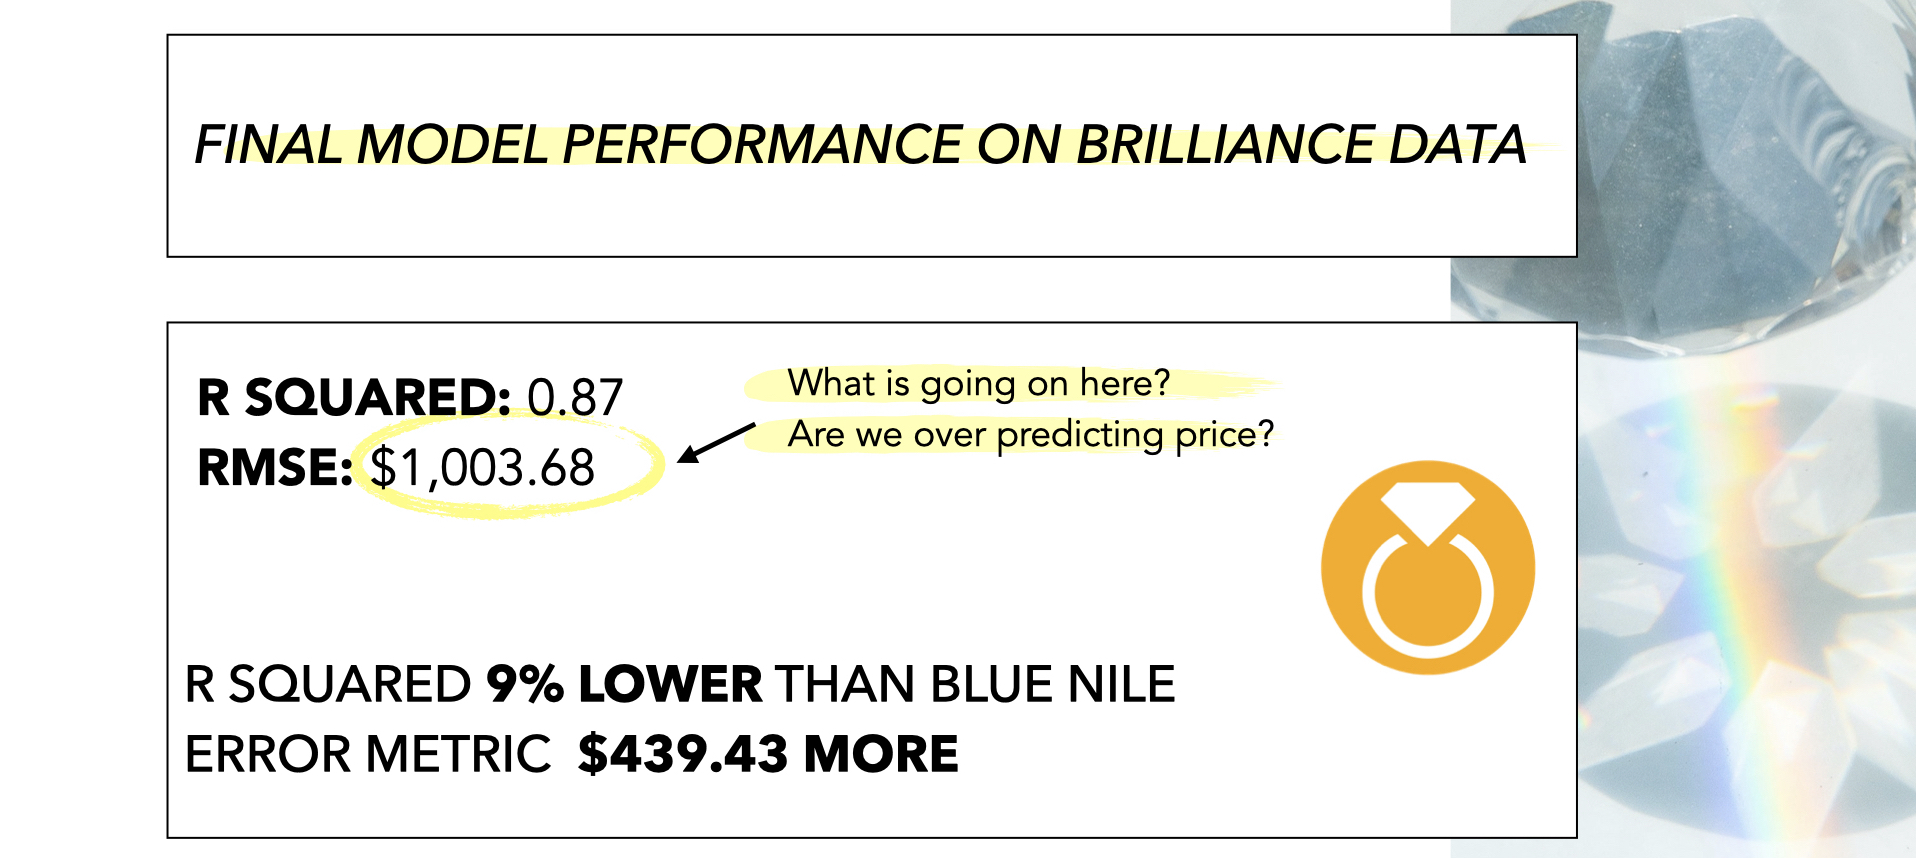 FINAL MODEL PERFORMANCE ON BRILLIANCE DATA
R SQUARED: 0.87
RMSE: $1,003.68
What is going on here?
Are we over predicting price?
R SQUARED 9% LOWER THAN BLUE NILE
ERROR METRIC $439.43 MORE